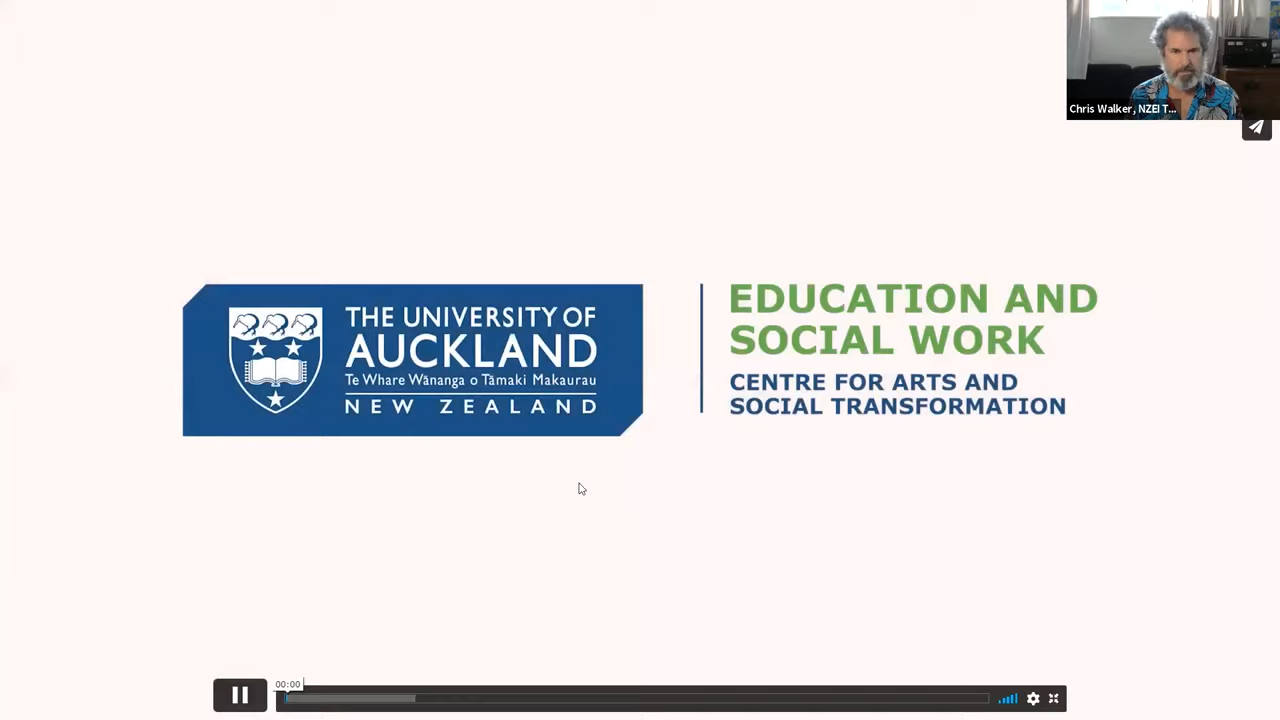 Chris Walker, NZEI T...
THE UNIVERSITY OF
AUCKLAND
Te Whare Wānanga o Tāmaki Makaurau
NEW ZEALAND
EDUCATION AND
SOCIAL WORK
CENTRE FOR ARTS AND
SOCIAL TRANSFORMATION
00:00